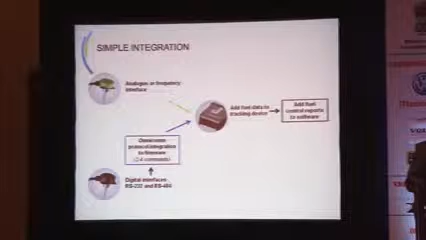 SIMPLE INTEGRATION
Analogue or frequency
interface
Add fuel data to
tracking device
Add fuel
control reports
to software
Omnicomm
protocol integration
to firmware
(2-4 commands)
Digital interfaces
RS-232 and RS-485